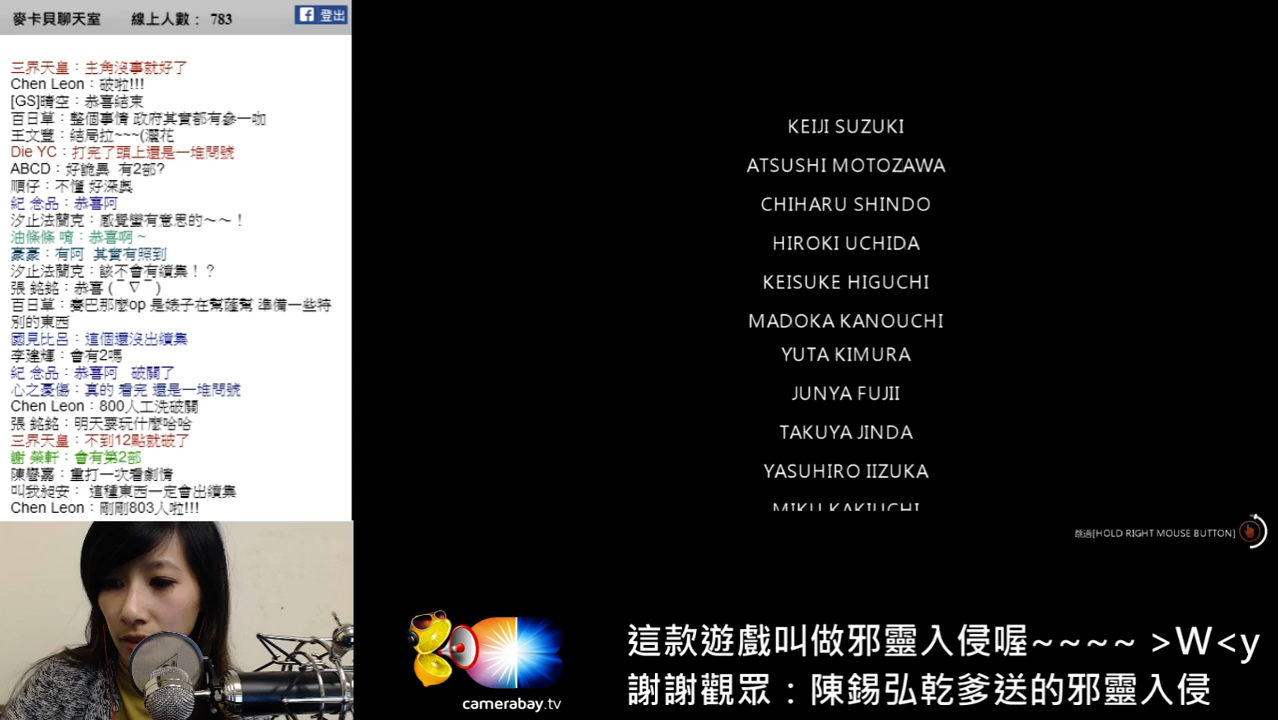 麥卡貝聊天室 線上人數： 783
登出
三界天皇：主角沒事就好了
Chen Leon：破啦!!!
[GS]晴空：恭喜結束
百日草：整個事情 政府其實都有參一咖
王文豐：結局拉~~~(灑花
Die YC：打完了頭上還是一堆問號
ABCD：好詭異 有2部?
順仔：不懂 好深奧
紀 念品：恭喜阿
汐止法蘭克：感覺蠻有意思的～～！
油條條 唷：恭喜啊 ~
豪豪：有阿 其實有照到
汐止法蘭克：該不會有續集！？
張 銘銘：恭喜 (￣∇￣)
百日草：賽巴那麼op 是婊子在幫薩幫 準備一些特
別的東西
國見比呂：這個還沒出續集
李建輝：會有2嗎
紀 念品：恭喜阿 破關了
心之憂傷：真的 看完 還是一堆問號
Chen Leon：800人工洗破關
張 銘銘：明天要玩什麼哈哈
三界天皇：不到12點就破了
謝 榮軒：會有第2部
陳譽嘉：重打一次看劇情
叫我昶安： 這種東西一定會出續集
Chen Leon：剛剛803人啦!!!
KEIJI SUZUKI
ATSUSHI MOTOZAWA
CHIHARU SHINDO
HIROKI UCHIDA
KEISUKE HIGUCHI
MADOKA KANOUCHI
YUTA KIMURA
JUNYA FUJII
TAKUYA JINDA
YASUHIRO IIZUKA
MIKU KAKIUCHI
跳過[HOLD RIGHT MOUSE BUTTON]
camerabay.tv
這款遊戲叫做邪靈入侵喔~~~~ >W<y
謝謝觀眾：陳錫弘乾爹送的邪靈入侵